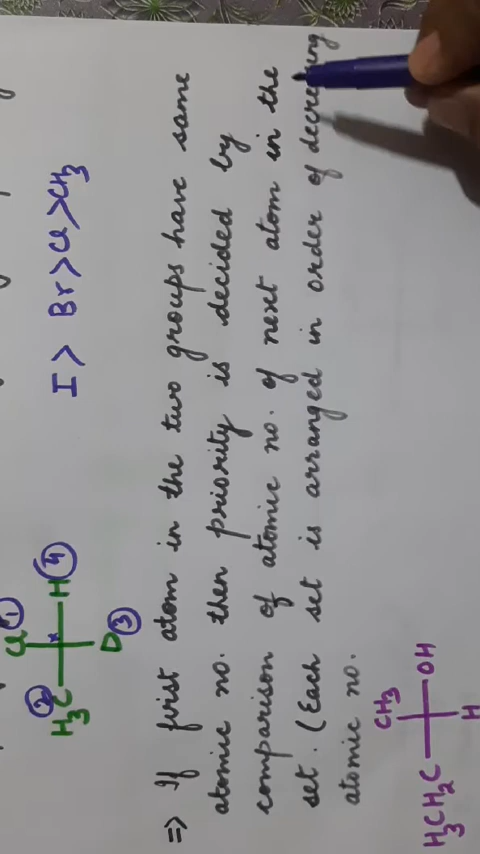 I > Br > Cl > CH3
Cl 1
H3C 2
H 4
D 3
*
=> If first atom in the two groups have same
atomic no. then priority is decided by
comparison of atomic no. of next atom in the
set. (Each set is arranged in order of decreasing
atomic no.
CH3
H3CH2C OH
H